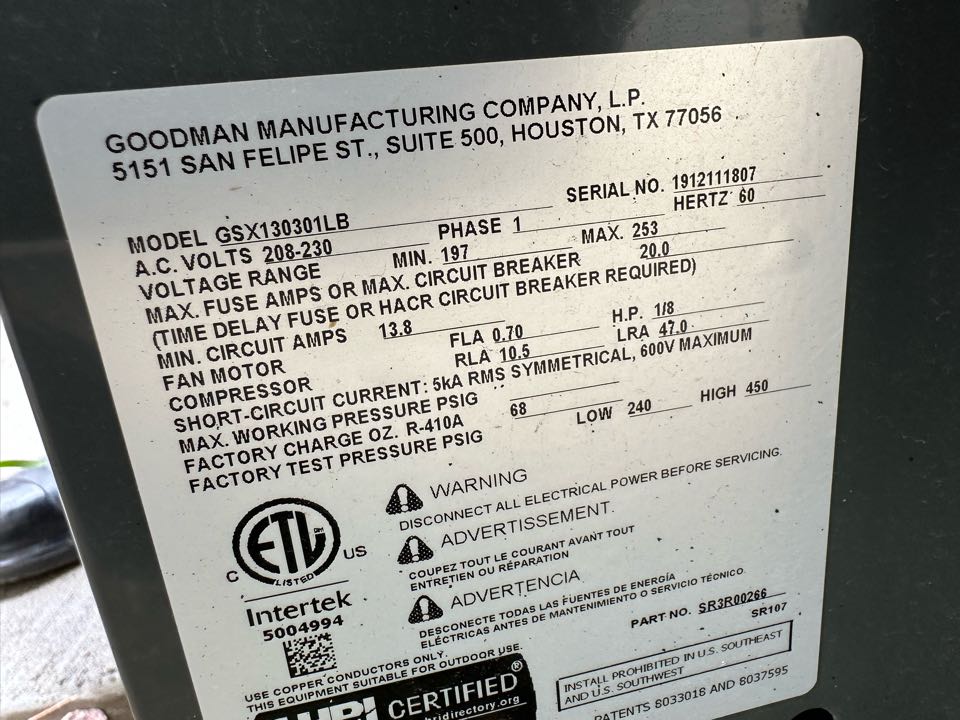 GOODMAN MANUFACTURING COMPANY, L.P.
5151 SAN FELIPE ST., SUITE 500, HOUSTON, TX 77056
MODEL GSX130301LB SERIAL NO. 1912111807
A.C. VOLTS 208-230 PHASE 1 HERTZ 60
VOLTAGE RANGE MIN. 197 MAX. 253
MAX. FUSE AMPS OR MAX. CIRCUIT BREAKER 20.0
(TIME DELAY FUSE OR HACR CIRCUIT BREAKER REQUIRED)
MIN. CIRCUIT AMPS 13.8
FAN MOTOR FLA 0.70 H.P. 1/8
COMPRESSOR RLA 10.5 LRA 47.0
SHORT-CIRCUIT CURRENT: 5kA RMS SYMMETRICAL, 600V MAXIMUM
MAX. WORKING PRESSURE PSIG
FACTORY CHARGE OZ. R-410A 68
FACTORY TEST PRESSURE PSIG LOW 240 HIGH 450
WARNING
DISCONNECT ALL ELECTRICAL POWER BEFORE SERVICING.
ADVERTISSEMENT.
COUPEZ TOUT LE COURANT AVANT TOUT
ENTRETIEN OU RÉPARATION
ADVERTENCIA
DESCONECTE TODAS LAS FUENTES DE ENERGÍA
ELÉCTRICAS ANTES DE MANTENIMIENTO O SERVICIO TÉCNICO.
C ETL US
LISTED
Intertek
5004994
PART NO. SR3R00266
SR107
USE COPPER CONDUCTORS ONLY.
THIS EQUIPMENT SUITABLE FOR OUTDOOR USE.
CERTIFIED®
INSTALL PROHIBITED IN U.S. SOUTHEAST
AND U.S. SOUTHWEST
PATENTS 8033018 AND 8037595